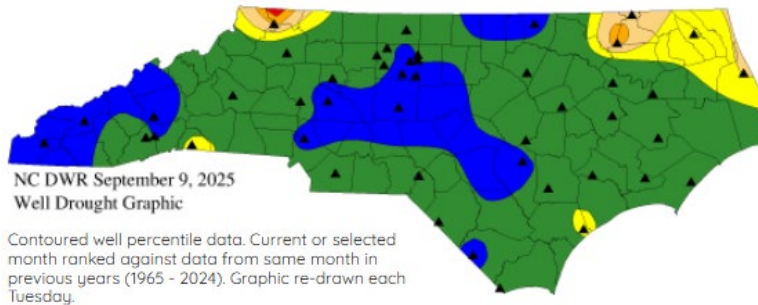 NC DWR September 9, 2025
Well Drought Graphic
Contoured well percentile data. Current or selected
month ranked against data from same month in
previous years (1965 - 2024). Graphic re-drawn each
Tuesday.